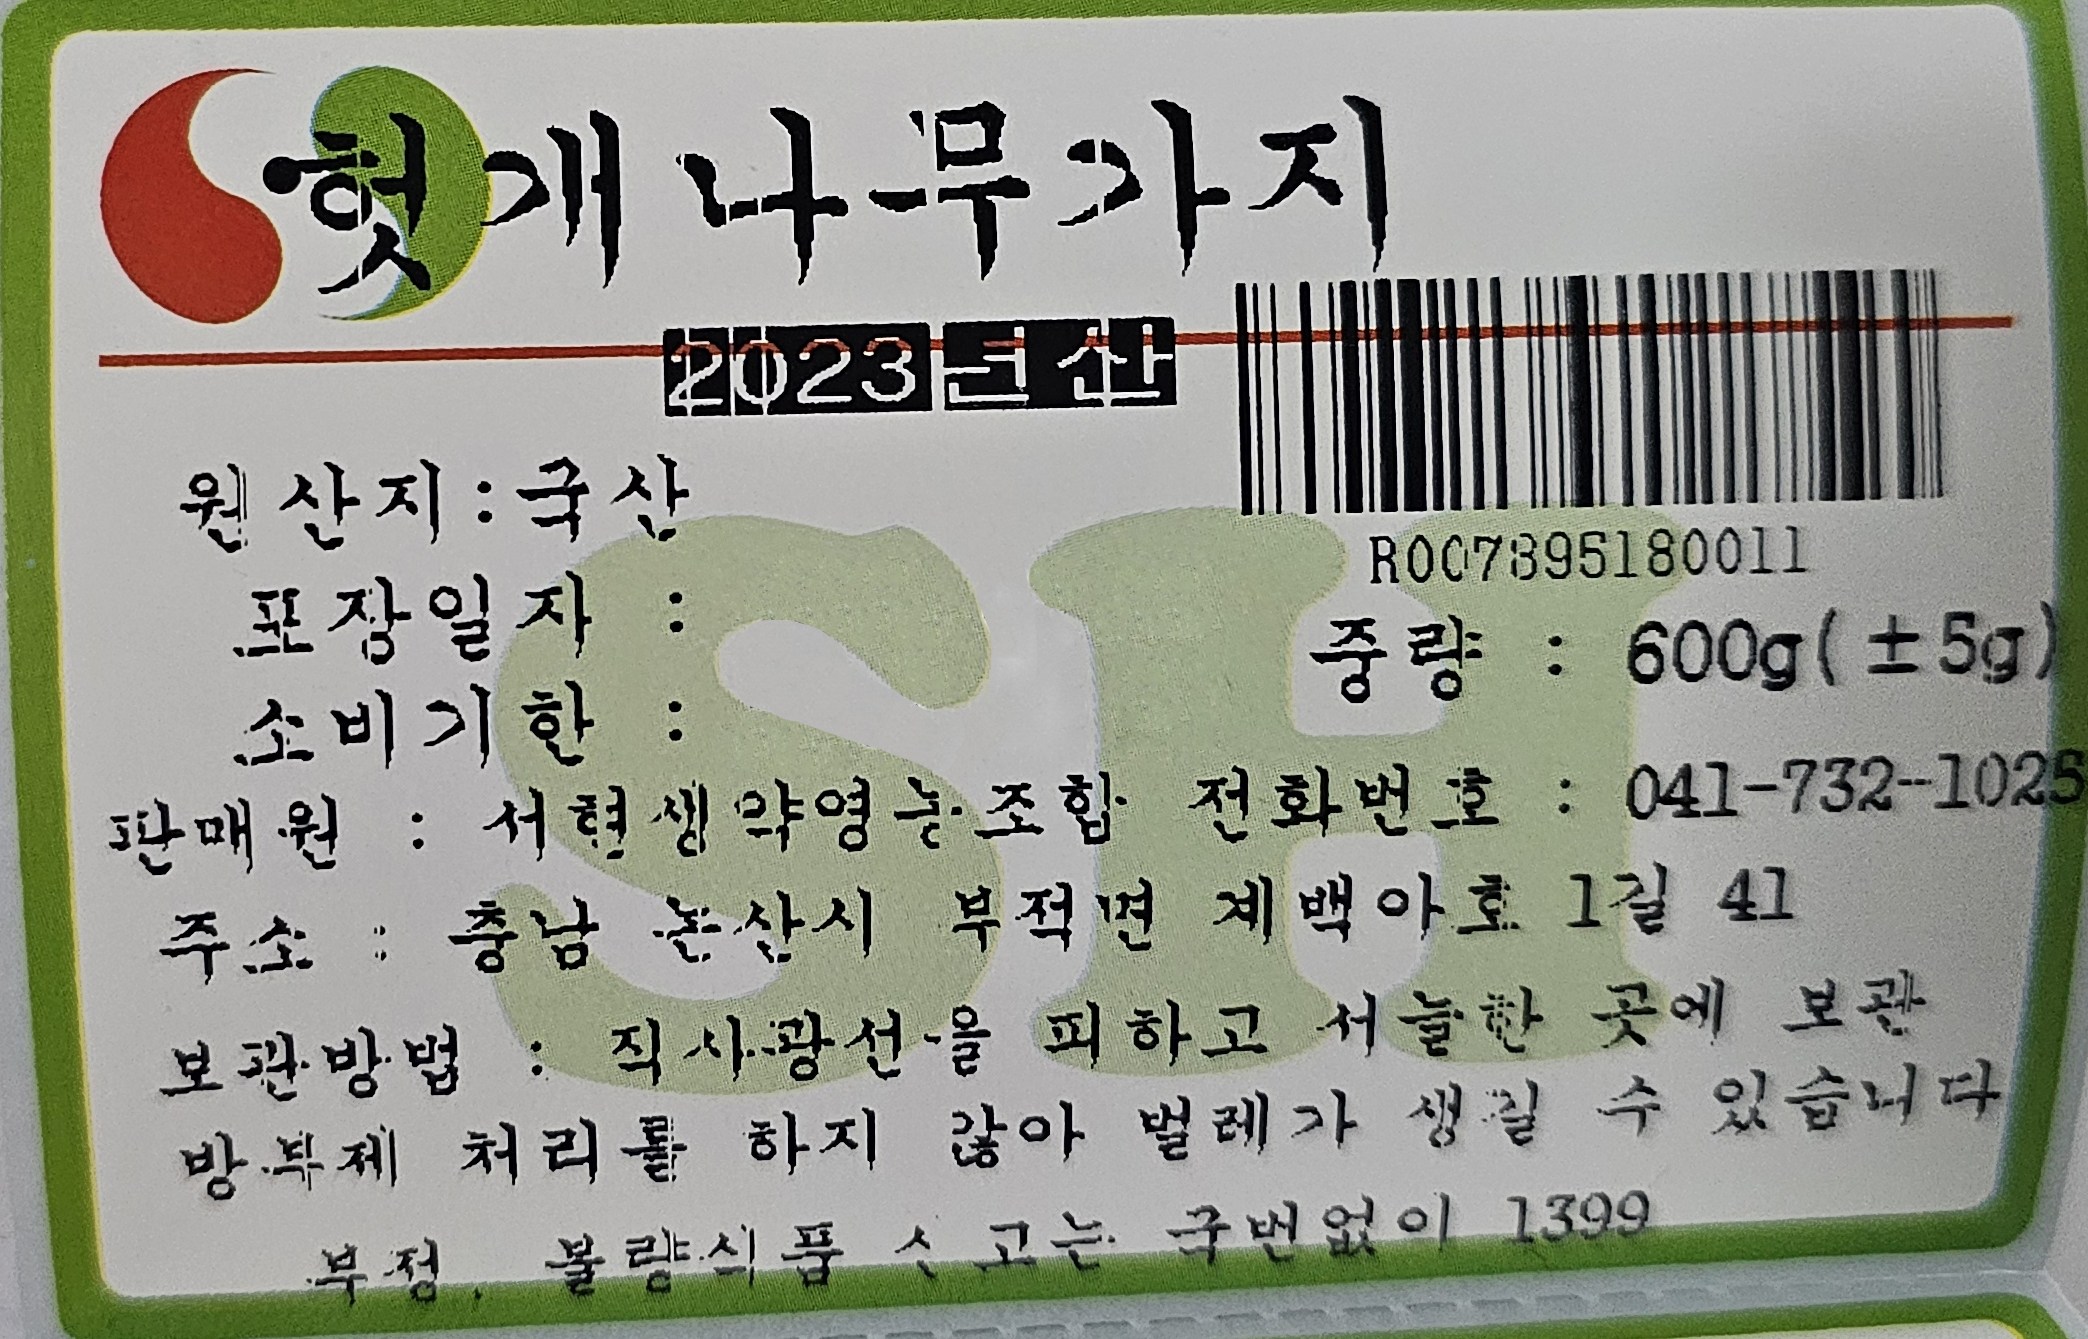 헛개나무가지
2023년산
원산지:국산
R007895180011
포장일자 :
중량 : 600g(±5g)
소비기한 :
판매원 : 서현생약영농조합 전화번호 : 041-732-1025
주소 : 충남 논산시 부적면 계백아호 1길 41
보관방법 : 직사광선을 피하고 서늘한 곳에 보관
방부제 처리를 하지 않아 벌레가 생길 수 있습니다
부정, 불량식품 신고는 국번없이 1399
SH